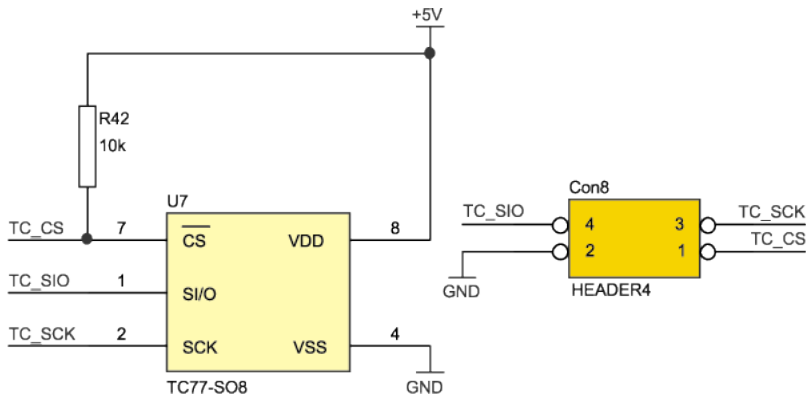 +5V
R42
10k
U7
TC_CS 7 CS VDD 8
TC_SIO 1 SI/O
TC_SCK 2 SCK VSS 4
TC77-SO8
GND
Con8
TC_SIO 4 3 TC_SCK
2 1 TC_CS
GND
HEADER4